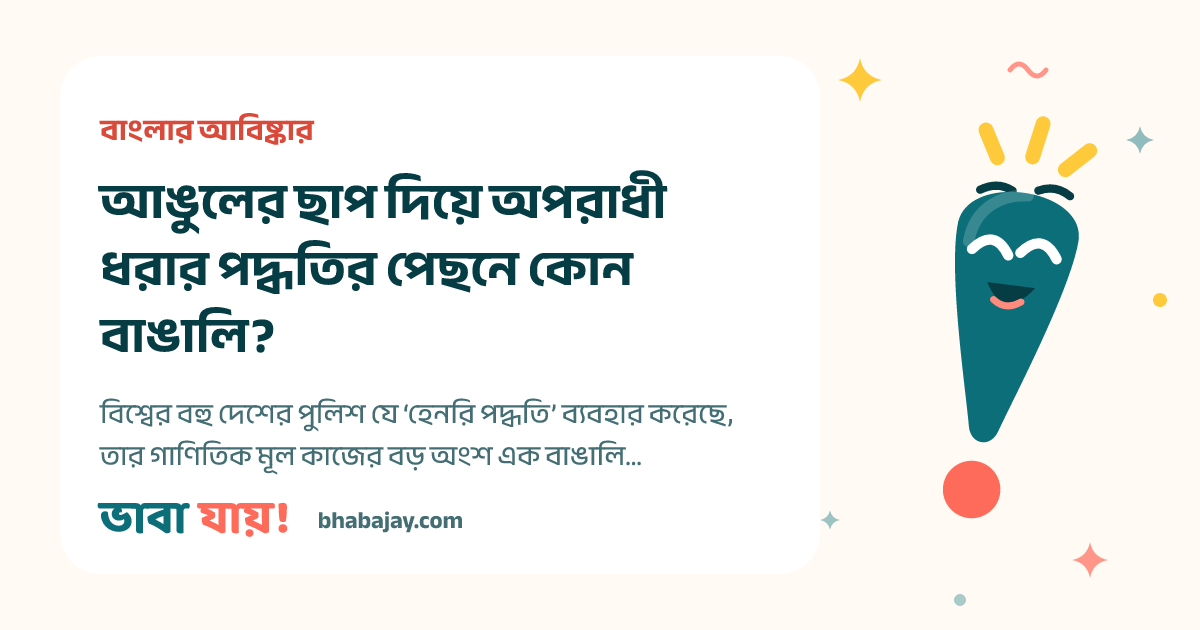 বাংলার আবিষ্কার
আঙুলের ছাপ দিয়ে অপরাধী
ধরার পদ্ধতির পেছনে কোন
বাঙালি?
বিশ্বের বহু দেশের পুলিশ যে ‘হেনরি পদ্ধতি’ ব্যবহার করেছে,
তার গাণিতিক মূল কাজের বড় অংশ এক বাঙালি...
ভাবা যায়! bhabajay.com